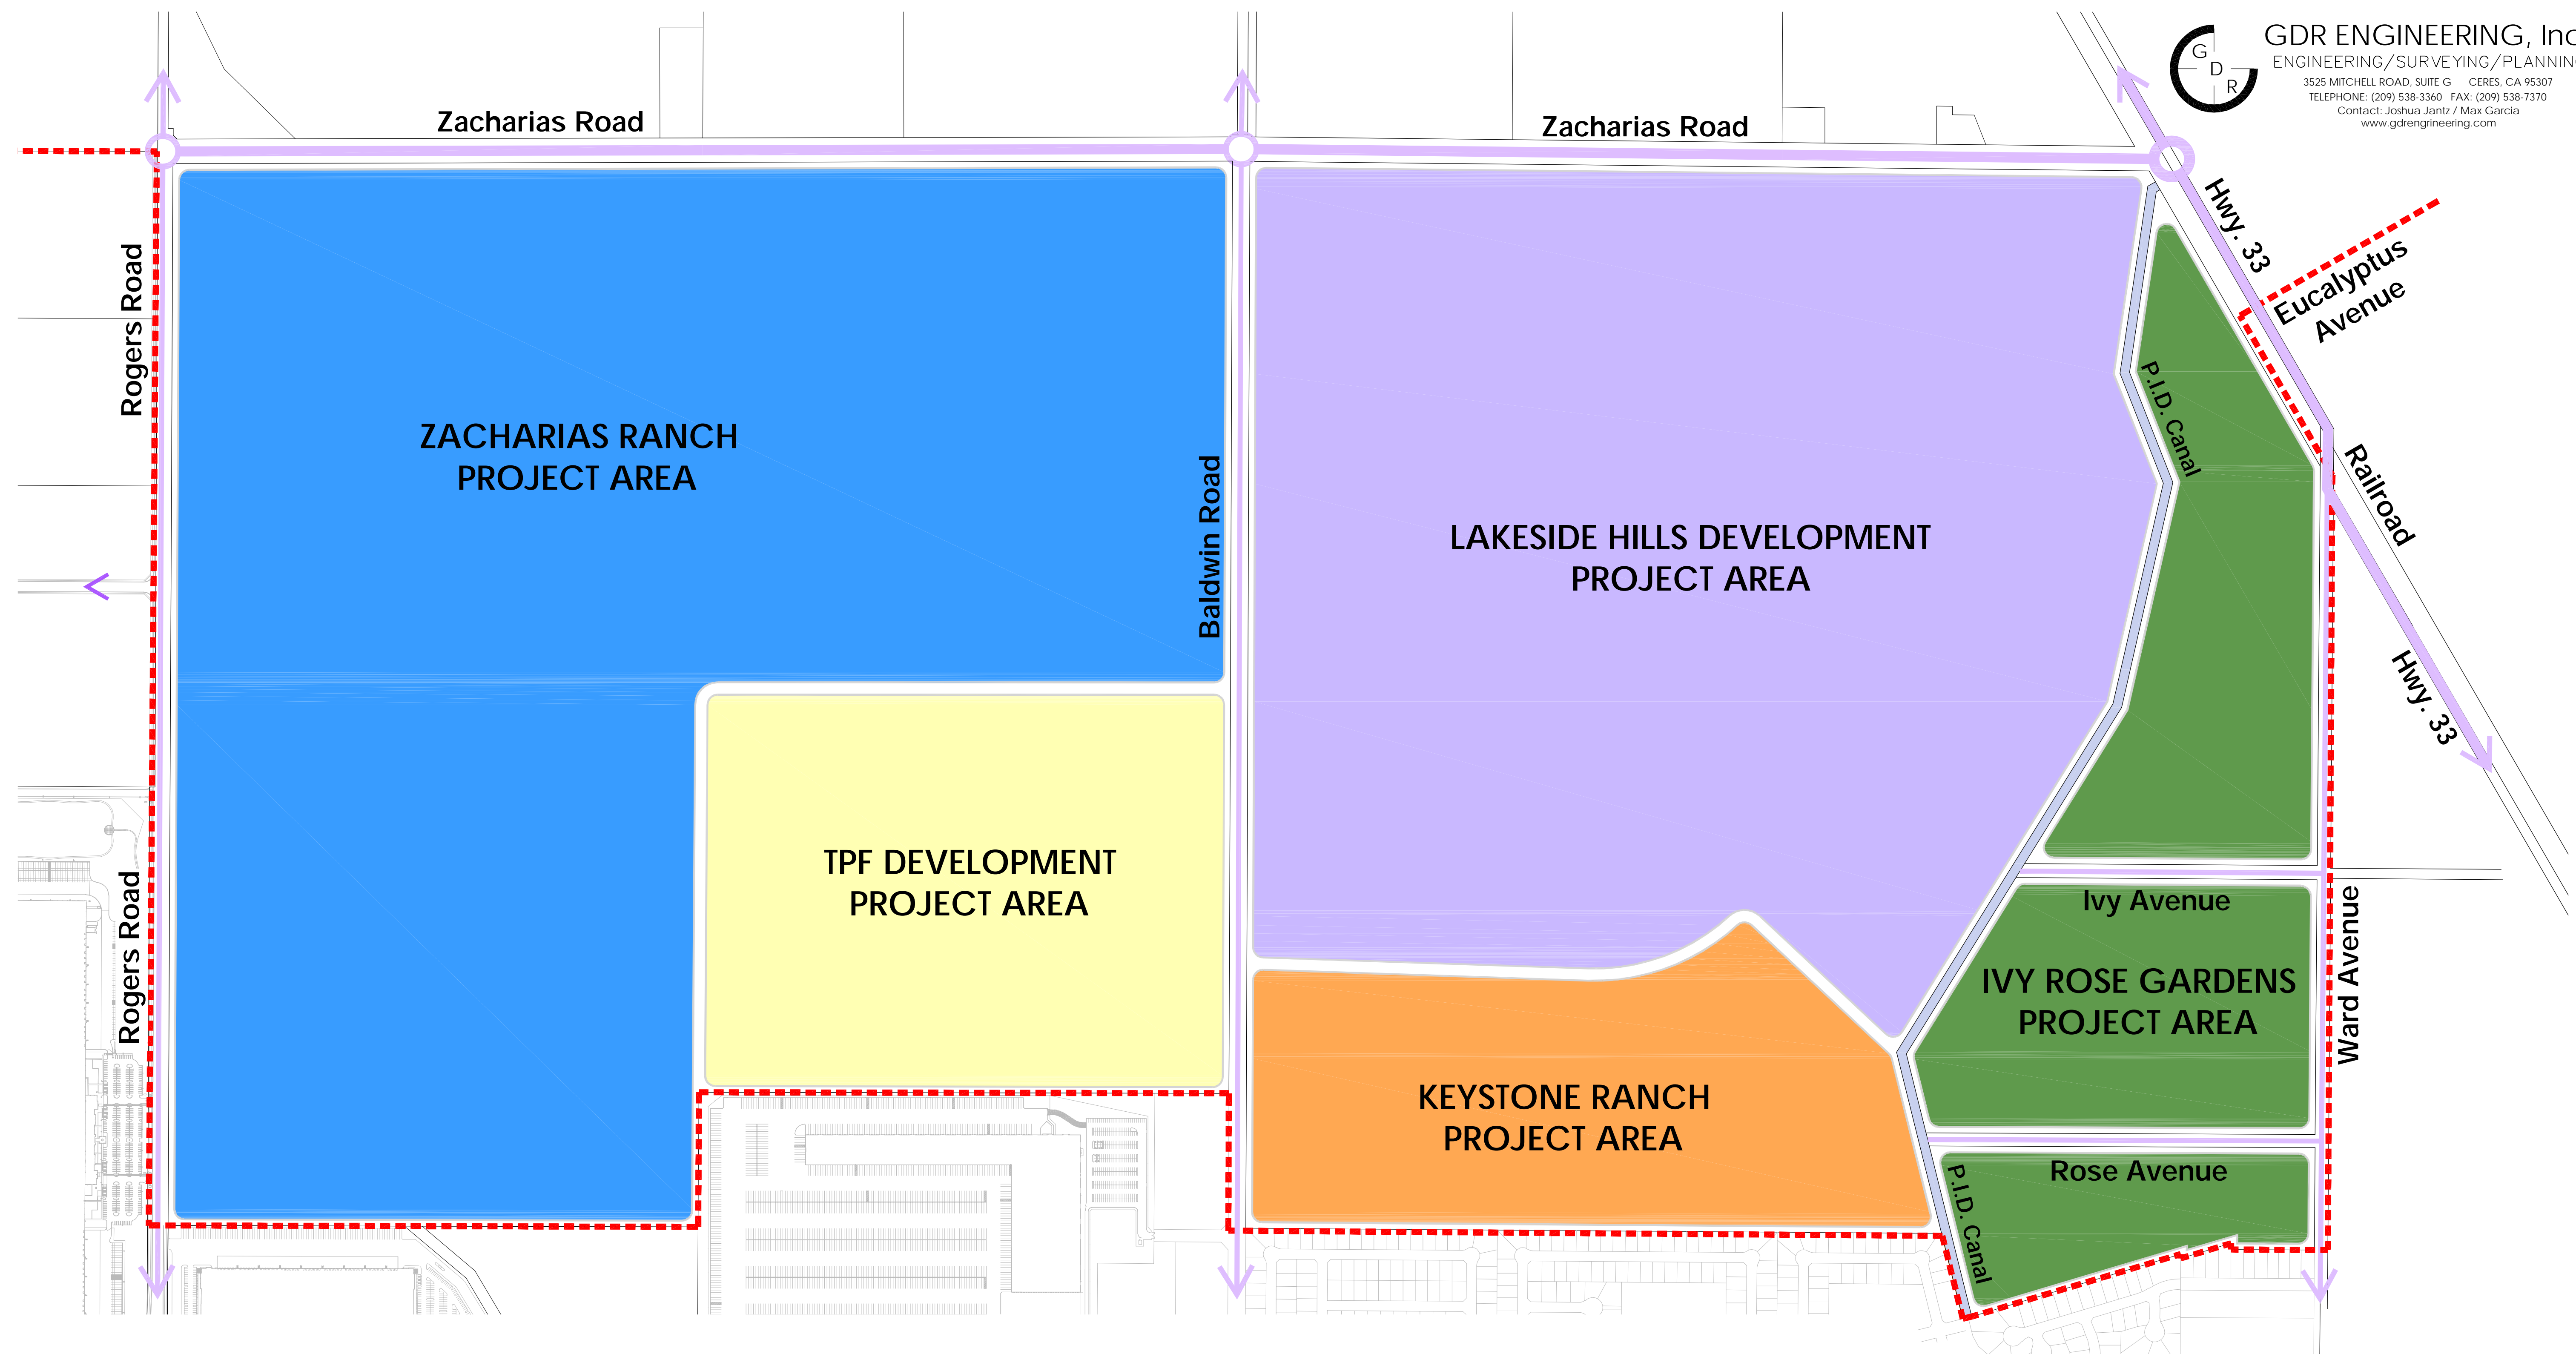 GDR ENGINEERING, Inc
ENGINEERING/SURVEYING/PLANNING
3525 MITCHELL ROAD, SUITE G CERES, CA 95307
TELEPHONE: (209) 538-3360 FAX: (209) 538-7370
Contact: Joshua Jantz / Max Garcia
www.gdrengrineering.com
G
D
R
Zacharias Road
Zacharias Road
Hwy. 33
Eucalyptus
Avenue
Rogers Road
P.I.D. Canal
ZACHARIAS RANCH
PROJECT AREA
Baldwin Road
Railroad
LAKESIDE HILLS DEVELOPMENT
PROJECT AREA
Hwy. 33
TPF DEVELOPMENT
PROJECT AREA
Rogers Road
Ivy Avenue
Ward Avenue
IVY ROSE GARDENS
PROJECT AREA
KEYSTONE RANCH
PROJECT AREA
Rose Avenue
P.I.D. Canal